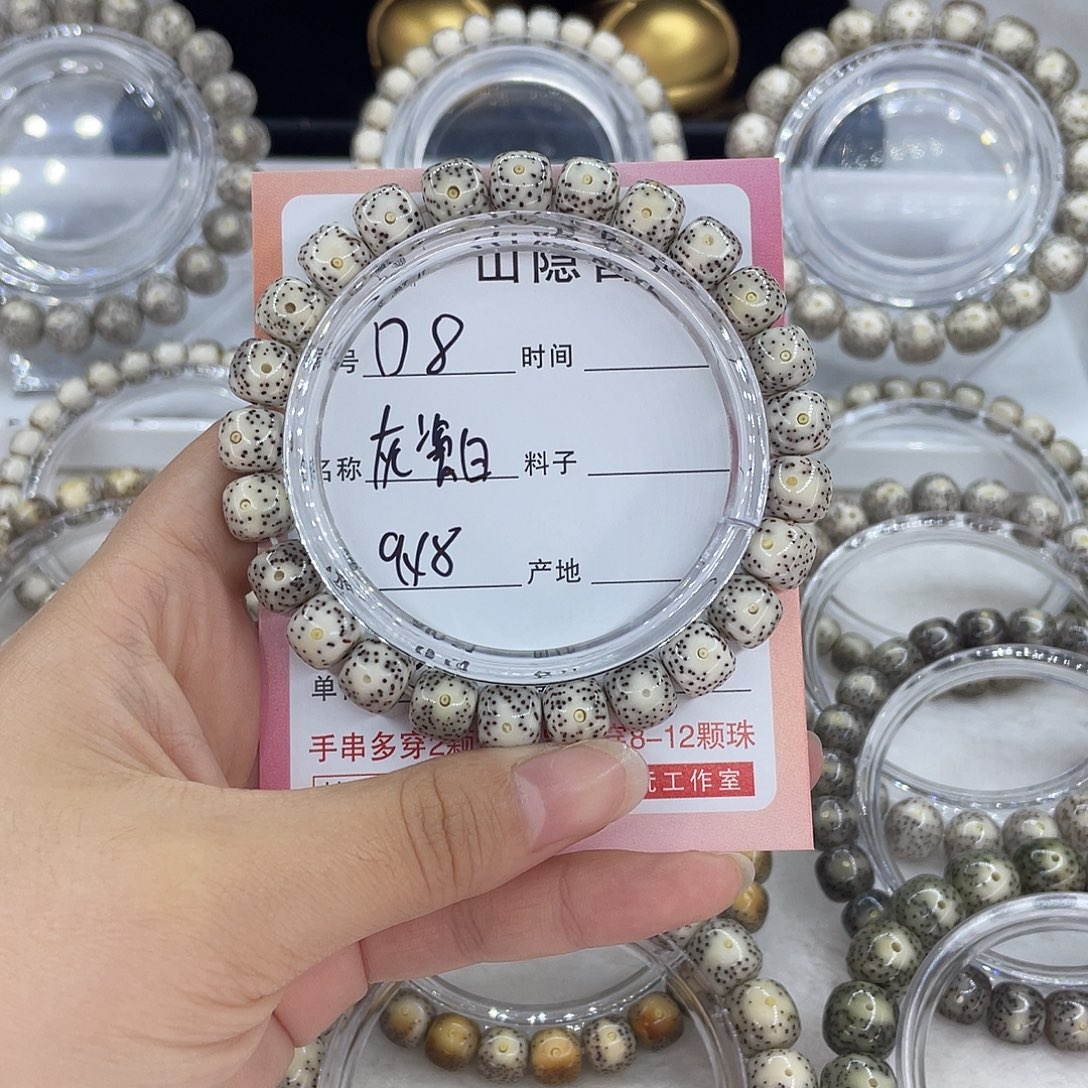 山隐
号 D8 时间
名称 灰瓷白 料子
9x8 产地
单
手串多穿2颗 8-12颗珠
工作室